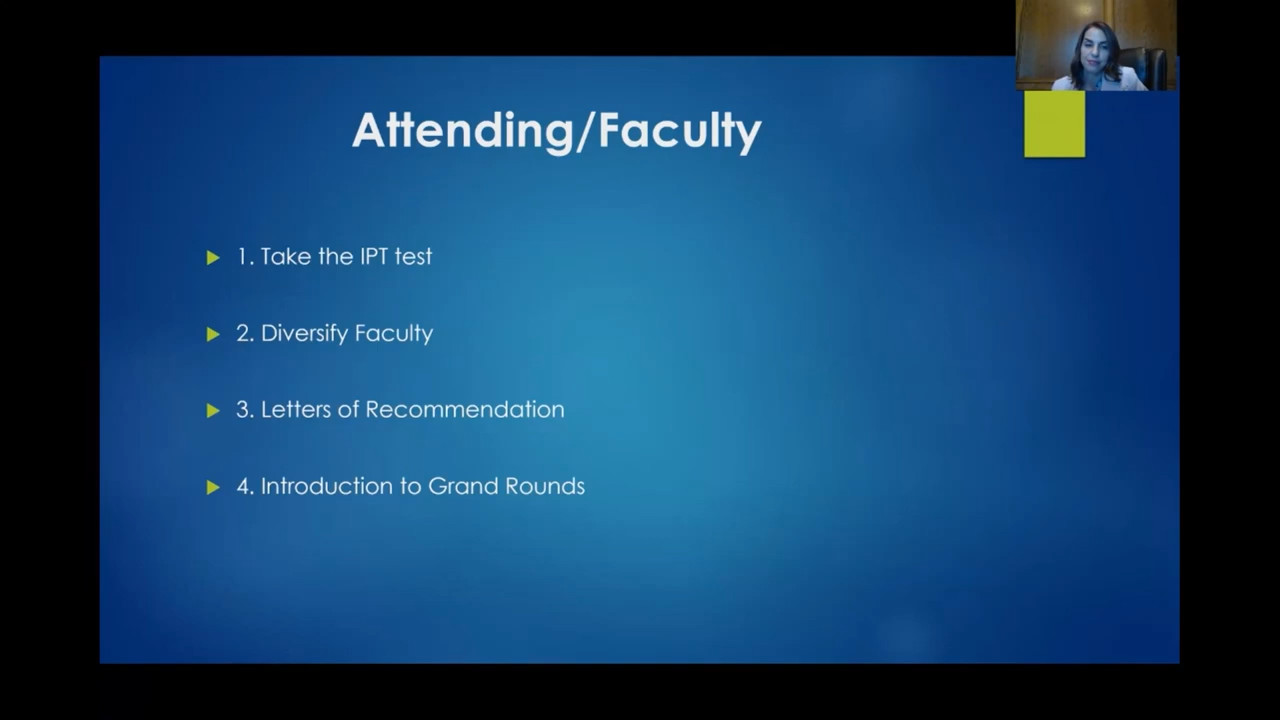 Attending/Faculty
1. Take the IPT test
2. Diversify Faculty
3. Letters of Recommendation
4. Introduction to Grand Rounds